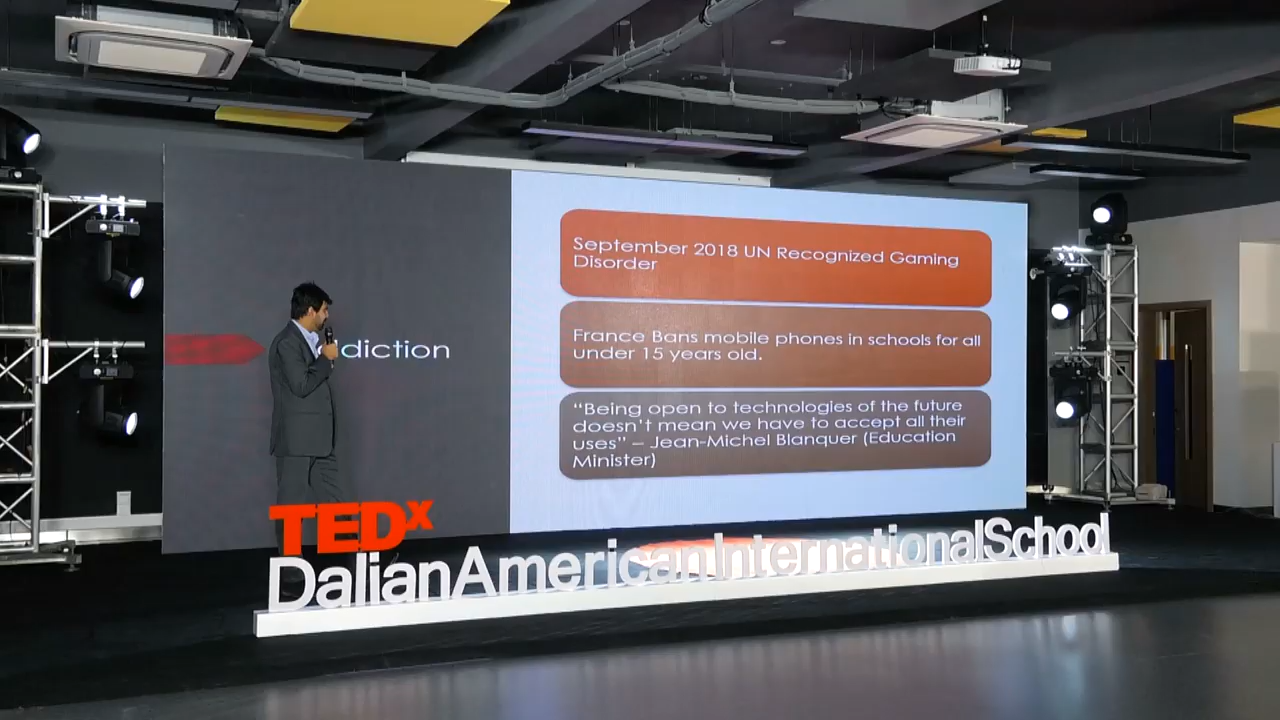 diction
September 2018 UN Recognized Gaming
Disorder
France Bans mobile phones in schools for all
under 15 years old.
“Being open to technologies of the future
doesn’t mean we have to accept all their
uses” – Jean-Michel Blanquer (Education
Minister)
TEDx
DalianAmericanInternationalSchool